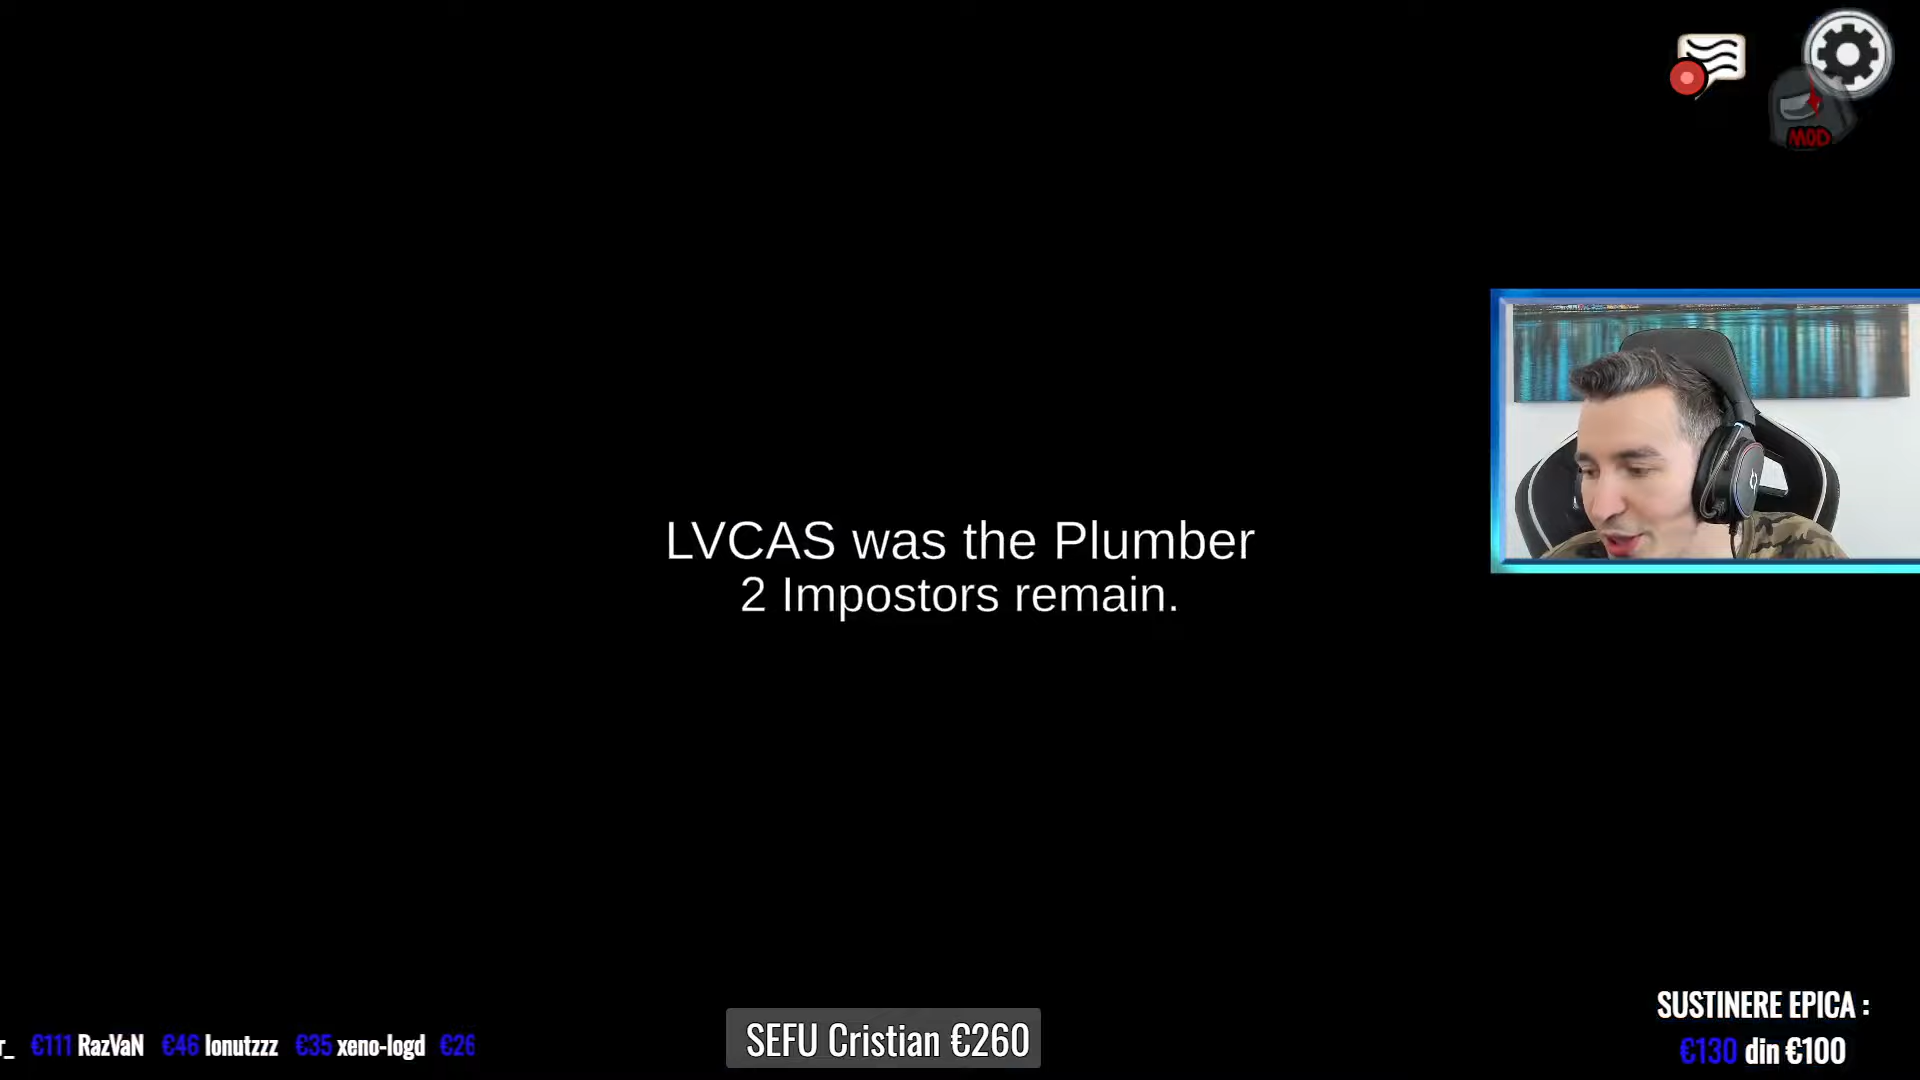 MOD
LVCAS was the Plumber
2 Impostors remain.
SUSTINERE EPICA :
€130 din €100
€111 RazVaN €46 Ionutzzz €35 xeno-logd €26
SEFU Cristian €260